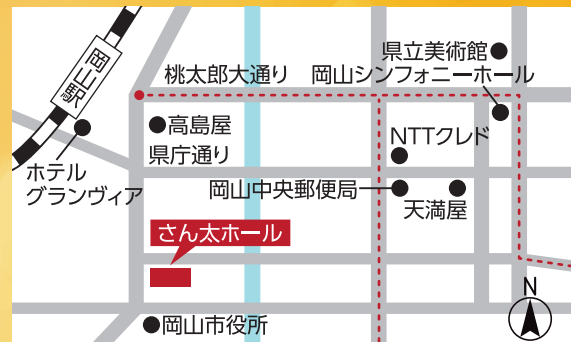 岡山駅
県立美術館
桃太郎大通り
岡山シンフォニーホール
高島屋
NTTクレド
県庁通り
ホテル
グランヴィア
岡山中央郵便局
天満屋
さん太ホール
岡山市役所
N